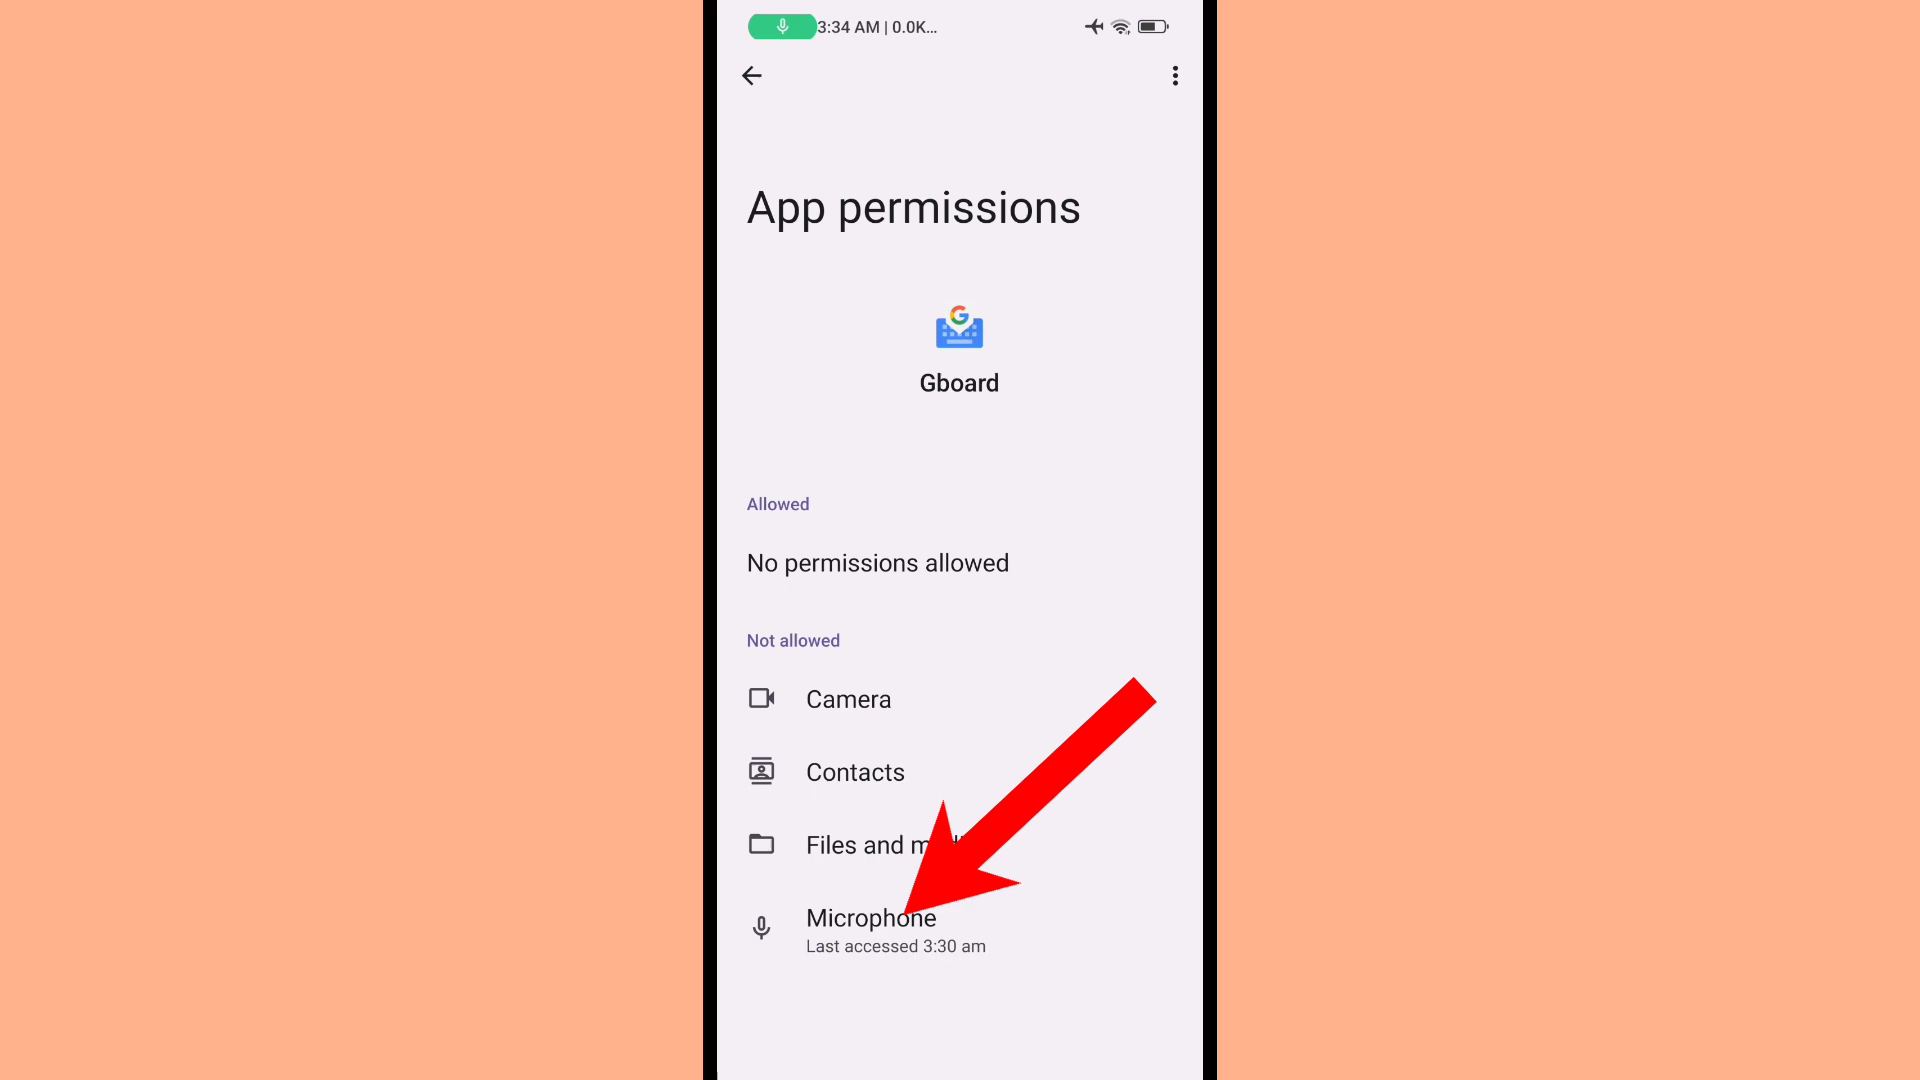 3:34 AM | 0.0K...
App permissions
Gboard
Allowed
No permissions allowed
Not allowed
Camera
Contacts
Files and
Microphone
Last accessed 3:30 am